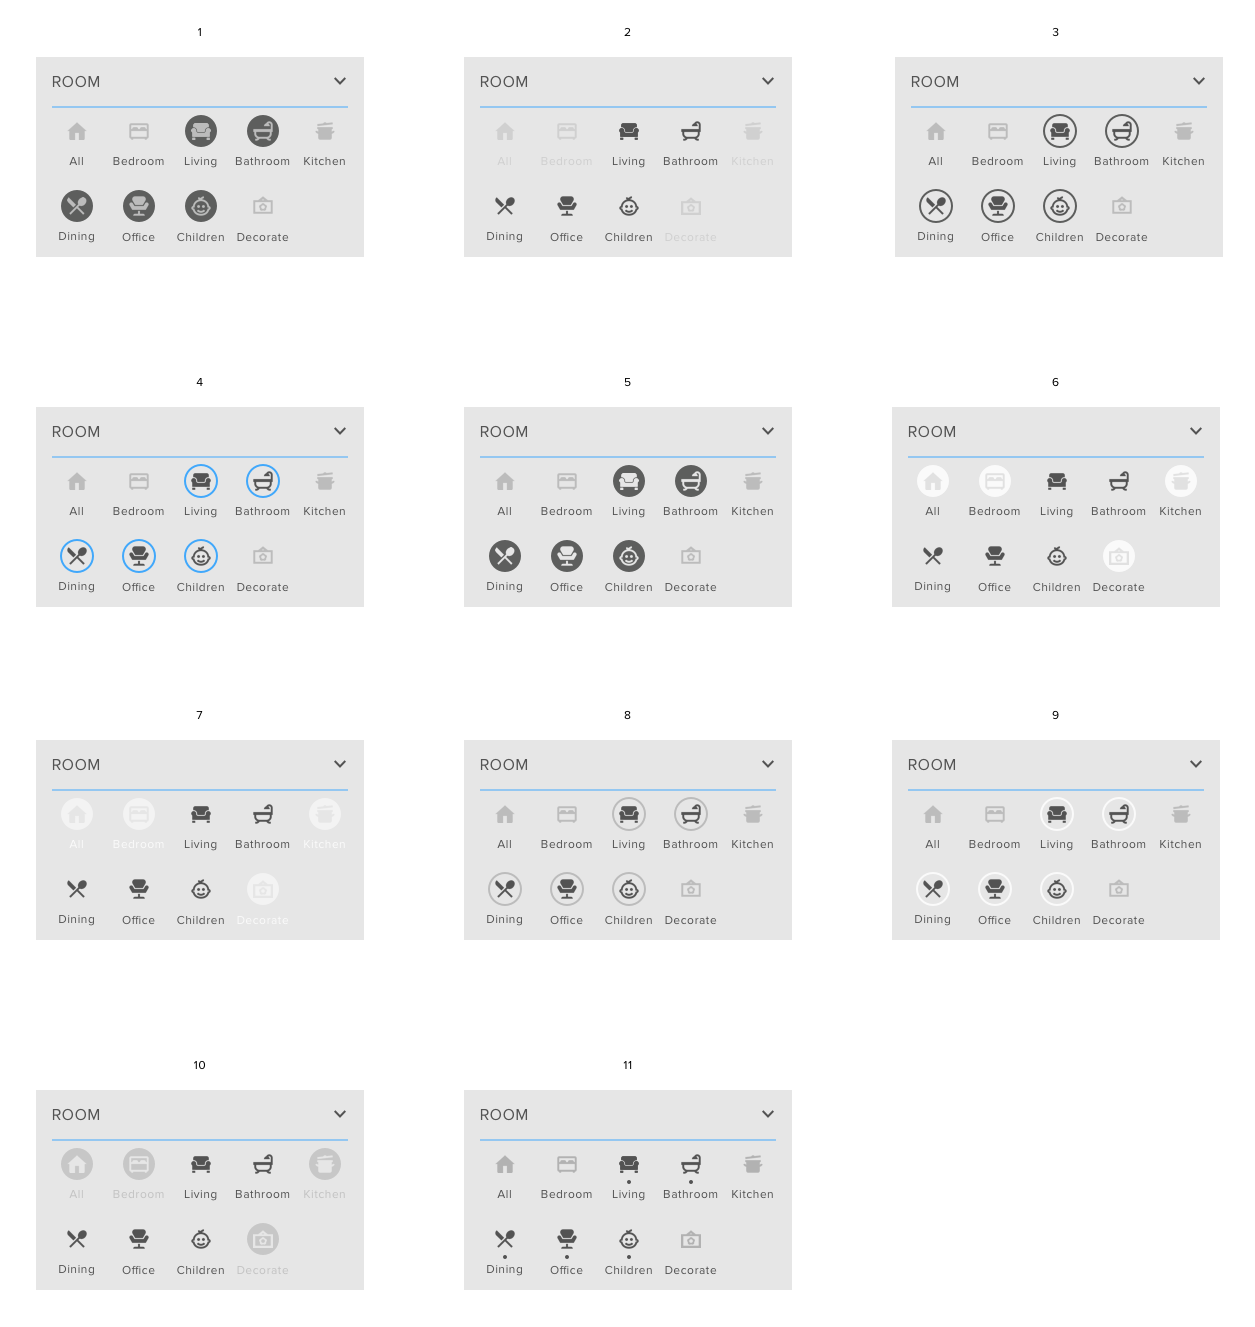 1 2 3
ROOM ROOM ROOM
All Bedroom Living Bathroom Kitchen All Bedroom Living Bathroom Kitchen All Bedroom Living Bathroom Kitchen
Dining Office Children Decorate Dining Office Children Decorate Dining Office Children Decorate
4 5 6
ROOM ROOM ROOM
All Bedroom Living Bathroom Kitchen All Bedroom Living Bathroom Kitchen All Bedroom Living Bathroom Kitchen
Dining Office Children Decorate Dining Office Children Decorate Dining Office Children Decorate
7 8 9
ROOM ROOM ROOM
All Bedroom Living Bathroom Kitchen All Bedroom Living Bathroom Kitchen All Bedroom Living Bathroom Kitchen
Dining Office Children Decorate Dining Office Children Decorate Dining Office Children Decorate
10 11
ROOM ROOM
All Bedroom Living Bathroom Kitchen All Bedroom Living Bathroom Kitchen
Dining Office Children Decorate Dining Office Children Decorate